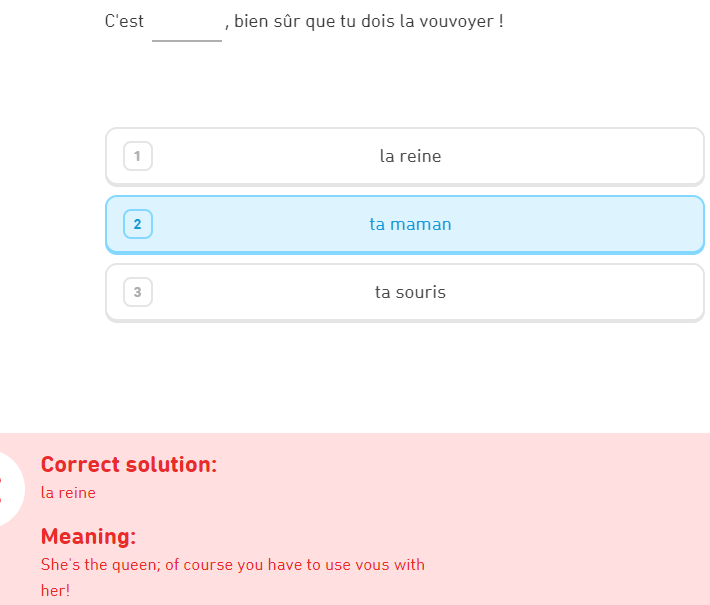 C'est ______ , bien sûr que tu dois la vouvoyer !
1 la reine
2 ta maman
3 ta souris
Correct solution:
la reine
Meaning:
She's the queen; of course you have to use vous with
her!